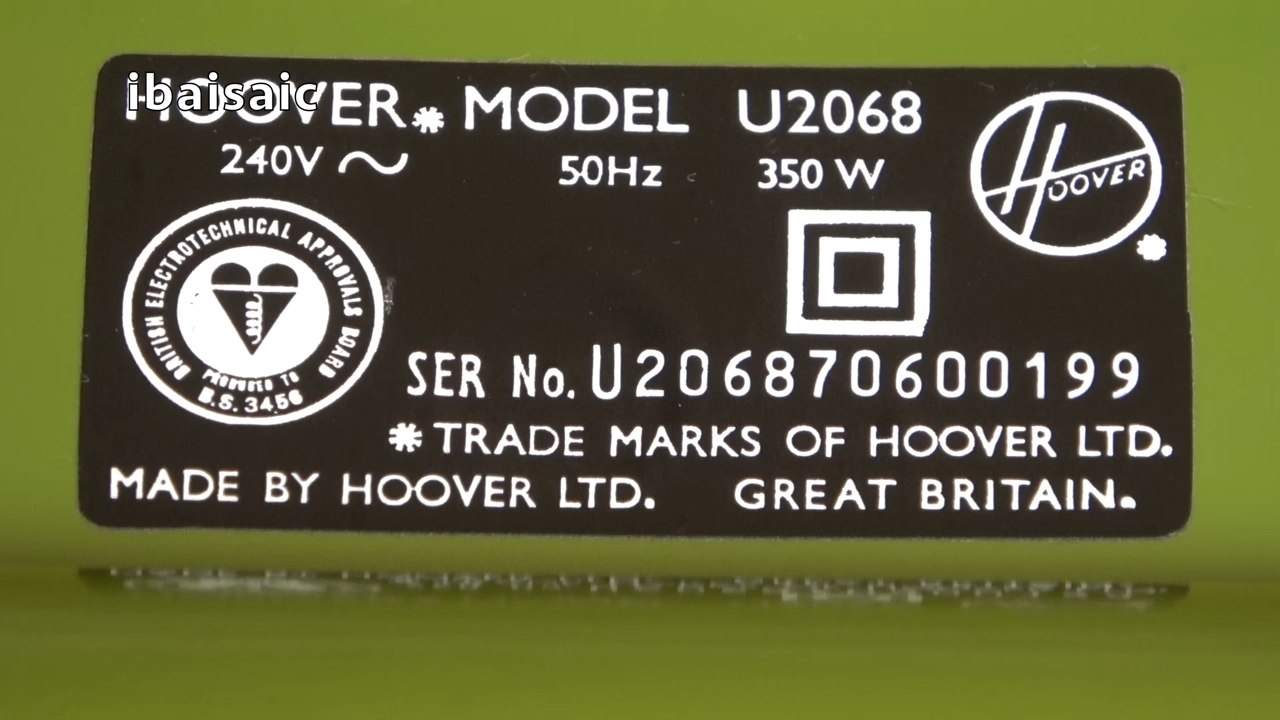 ibaisaic
HOOVER* MODEL U2068
240V ~ 50Hz 350 W
HOOVER
*
BRITISH ELECTROTECHNICAL APPROVALS BOARD
PRODUCED TO
B.S. 3456
SER No. U206870600199
* TRADE MARKS OF HOOVER LTD.
MADE BY HOOVER LTD. GREAT BRITAIN.